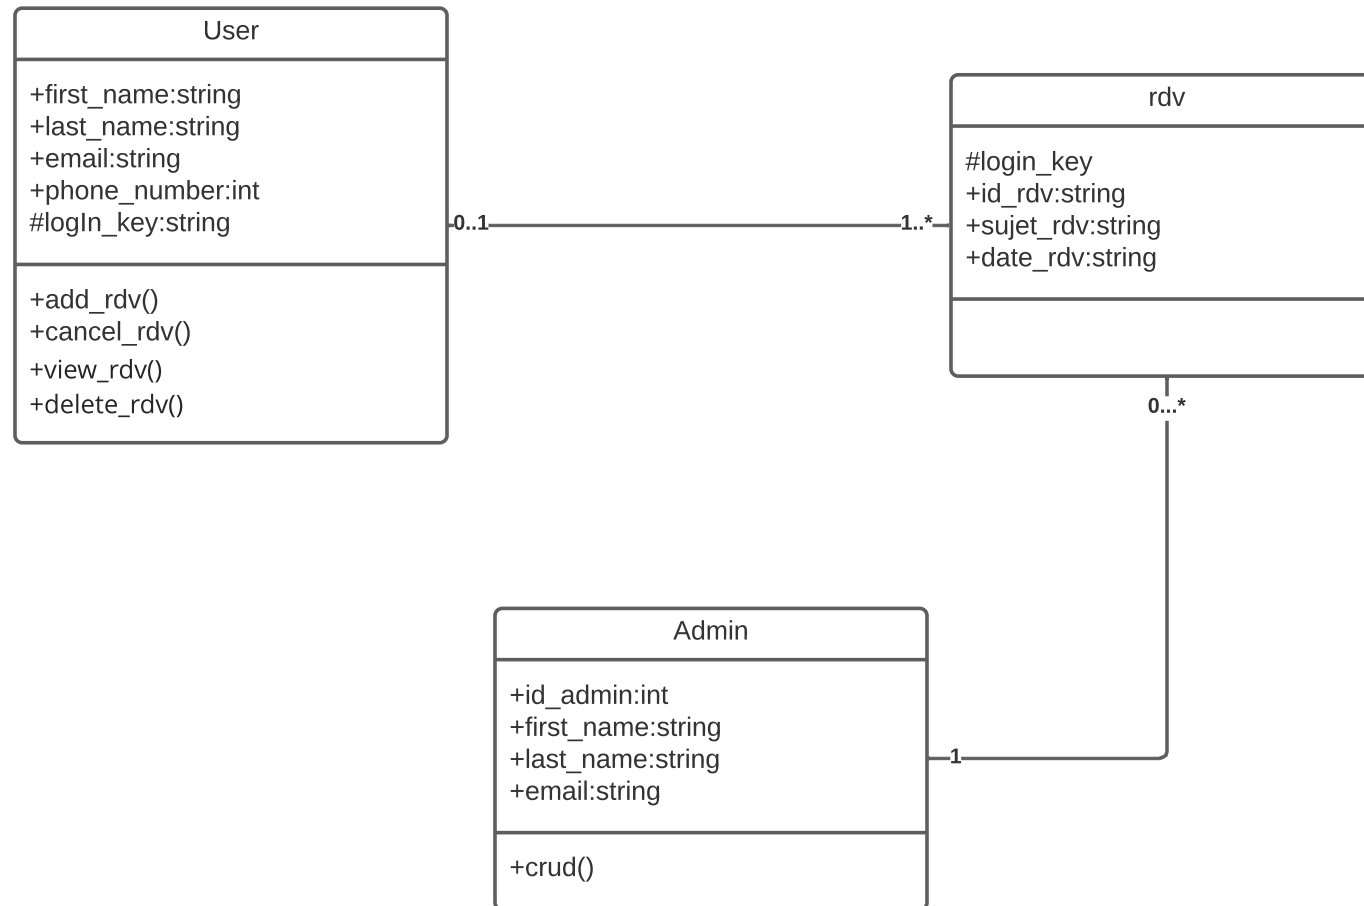 User
+first_name:string
+last_name:string
+email:string
+phone_number:int
#logIn_key:string
+add_rdv()
+cancel_rdv()
+view_rdv()
+delete_rdv()
0..1
1..*
rdv
#login_key
+id_rdv:string
+sujet_rdv:string
+date_rdv:string
0...*
Admin
+id_admin:int
+first_name:string
+last_name:string
+email:string
+crud()
1